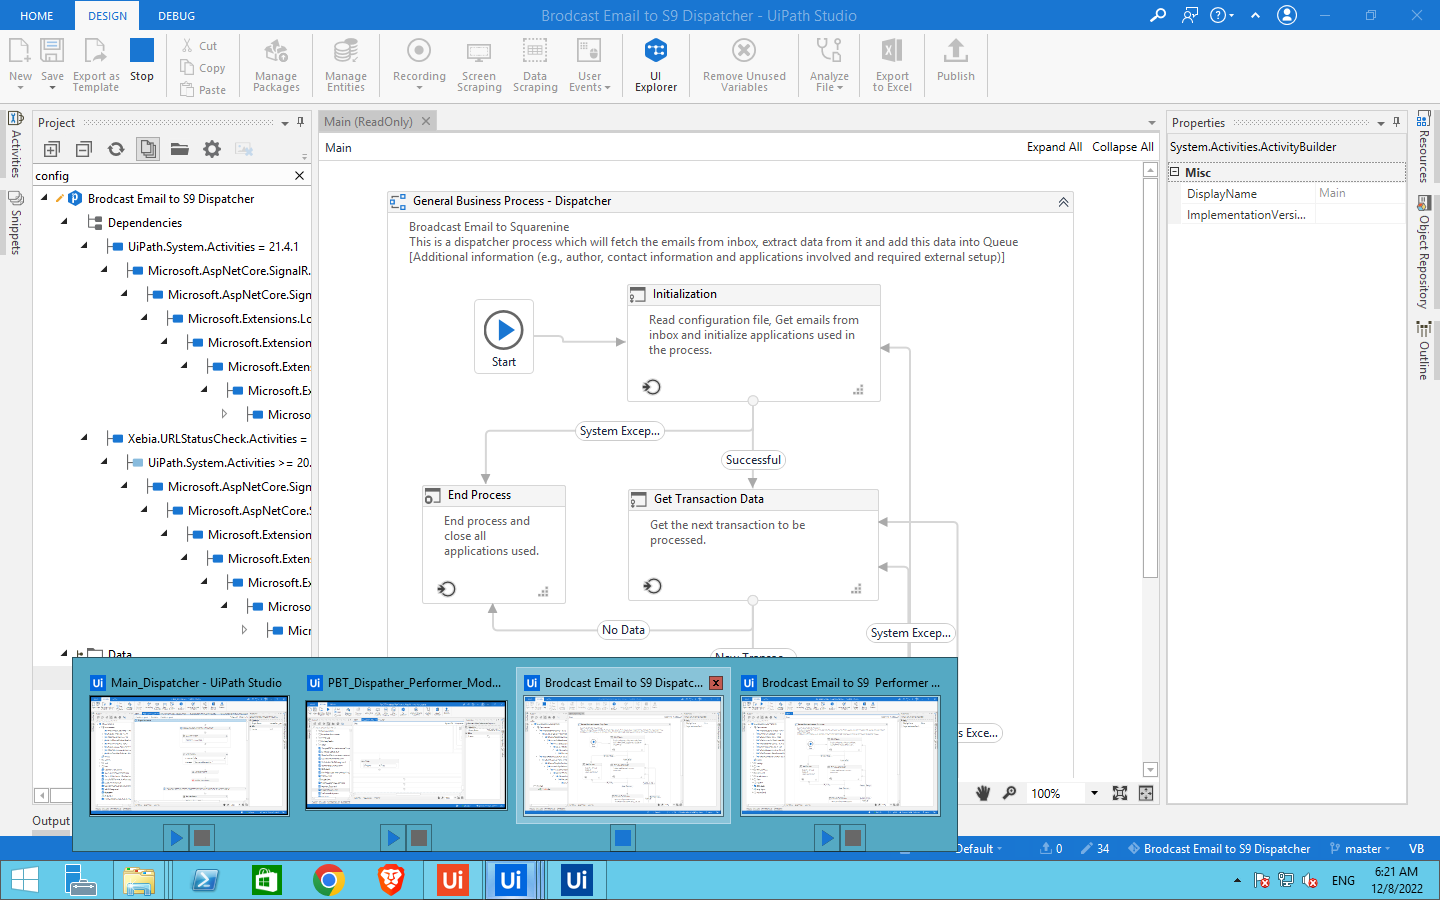 HOME
DESIGN
DEBUG
Brodcast Email to S9 Dispatcher - UiPath Studio
New
Save
Export as Template
Stop
Cut
Copy
Paste
Manage Packages
Manage Entities
Recording
Screen Scraping
Data Scraping
User Events
UI Explorer
Remove Unused Variables
Analyze File
Export to Excel
Publish
Activities
Snippets
Project
config
Brodcast Email to S9 Dispatcher
Dependencies
UiPath.System.Activities = 21.4.1
Microsoft.AspNetCore.SignalR.
Microsoft.AspNetCore.Sign
Microsoft.Extensions.Lo
Microsoft.Extension
Microsoft.Exten
Microsoft.Ex
Microso
Xebia.URLStatusCheck.Activities =
UiPath.System.Activities >= 20.
Microsoft.AspNetCore.Sign
Microsoft.AspNetCore.S
Microsoft.Extension
Microsoft.Exten
Microsoft.Ex
Microso
Micr
Data
Output
Main (ReadOnly)
Main
Expand All
Collapse All
General Business Process - Dispatcher
Broadcast Email to Squarenine
This is a dispatcher process which will fetch the emails from inbox, extract data from it and add this data into Queue
[Additional information (e.g., author, contact information and applications involved and required external setup)]
Start
Initialization
Read configuration file, Get emails from
inbox and initialize applications used in
the process.
System Excep...
Successful
End Process
End process and
close all
applications used.
Get Transaction Data
Get the next transaction to be
processed.
No Data
System Excep...
New Transac...
s Exce...
Properties
System.Activities.ActivityBuilder
Misc
DisplayName
Main
ImplementationVersi...
Resources
Object Repository
Outline
Main_Dispatcher - UiPath Studio
PBT_Dispather_Performer_Mod...
Brodcast Email to S9 Dispatc...
Brodcast Email to S9 Performer ...
100%
Default
0
34
Brodcast Email to S9 Dispatcher
master
VB
Ui
Ui
Ui
ENG
6:21 AM
12/8/2022